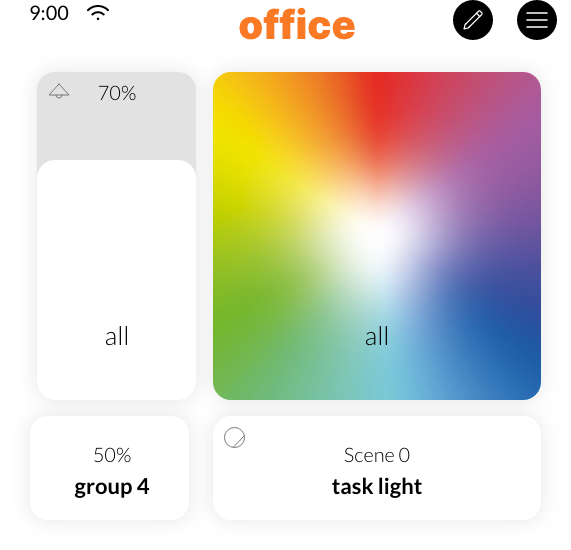 9:00
office
70%
all
all
50%
group 4
Scene 0
task light